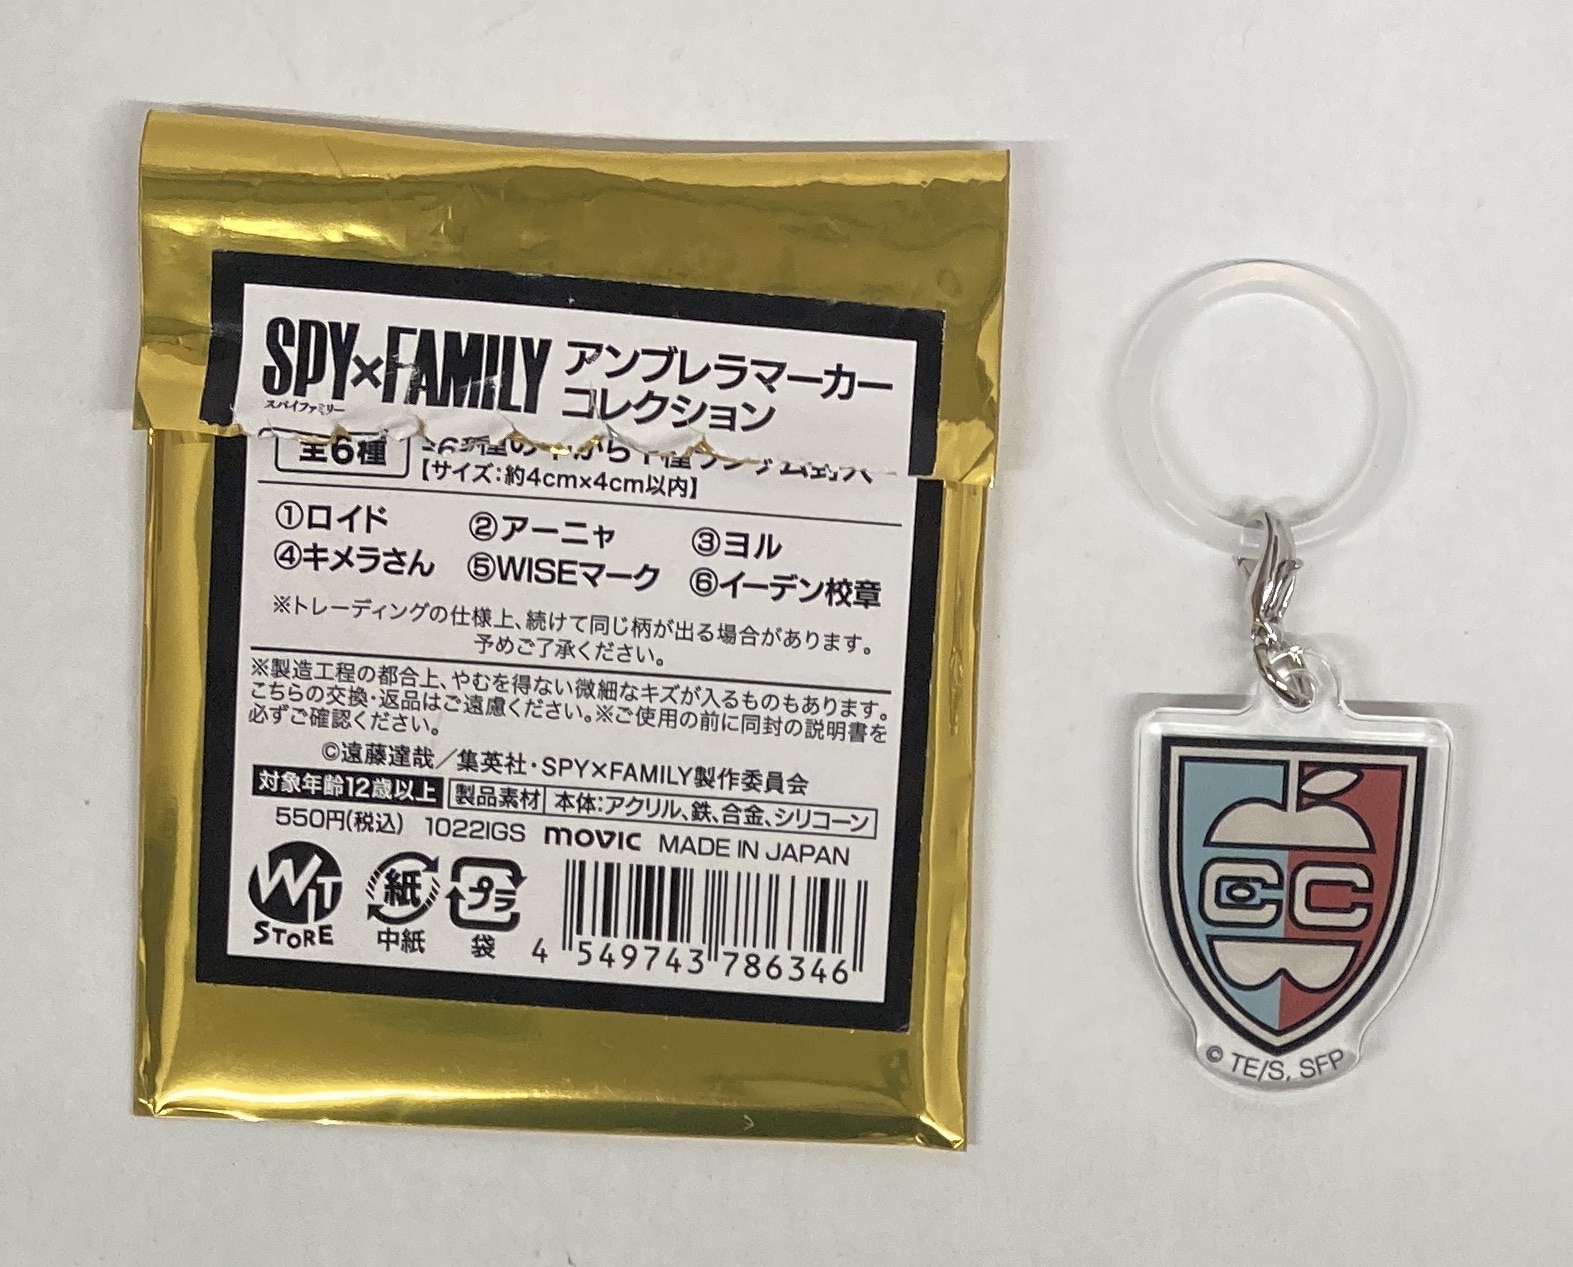 SPY×FAMILY アンブレラマーカー
スパイファミリー コレクション
全6種
【サイズ:約4cm×4cm以内】
①ロイド ②アーニャ ③ヨル
④キメラさん ⑤WISEマーク ⑥イーデン校章
※トレーディングの仕様上、続けて同じ柄が出る場合があります。
予めご了承ください。
※製造工程の都合上、やむを得ない微細なキズが入るものもあります。
こちらの交換・返品はご遠慮ください。※ご使用の前に同封の説明書を
必ずご確認ください。
©遠藤達哉/集英社・SPY×FAMILY製作委員会
対象年齢12歳以上 製品素材 本体:アクリル、鉄、合金、シリコーン
550円(税込) 1022IGS movic MADE IN JAPAN
WIT STORE 紙 中紙 プラ 袋
4 549743 786346
CC
© TE/S, SFP